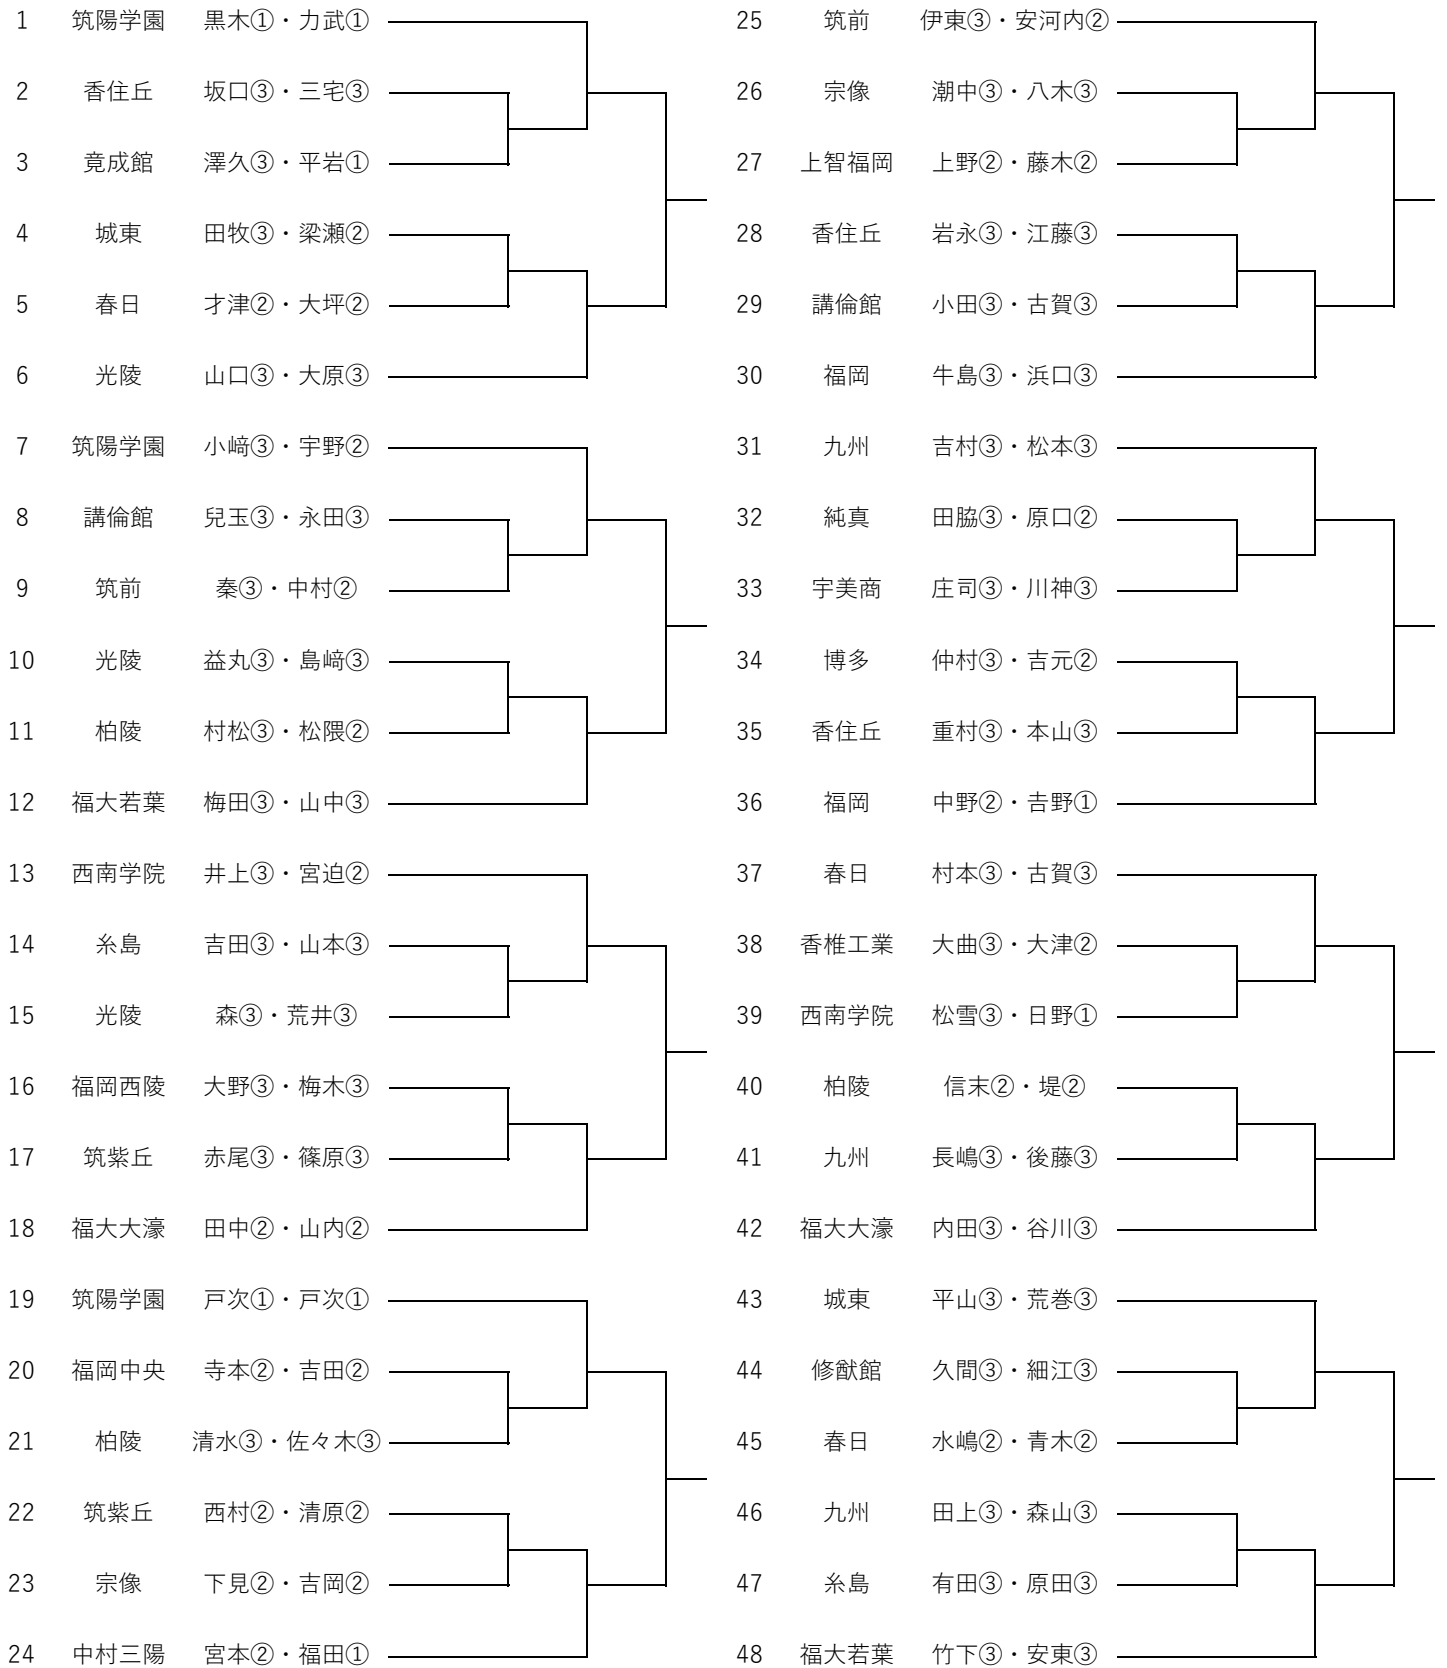 1 筑陽学園 黒木①・力武①
2 香住丘 坂口③・三宅③
3 竟成館 澤久③・平岩①
4 城東 田牧③・梁瀬②
5 春日 才津②・大坪②
6 光陵 山口③・大原③
7 筑陽学園 小﨑③・宇野②
8 講倫館 兒玉③・永田③
9 筑前 秦③・中村②
10 光陵 益丸③・島﨑③
11 柏陵 村松③・松隈②
12 福大若葉 梅田③・山中③
13 西南学院 井上③・宮迫②
14 糸島 吉田③・山本③
15 光陵 森③・荒井③
16 福岡西陵 大野③・梅木③
17 筑紫丘 赤尾③・篠原③
18 福大大濠 田中②・山内②
19 筑陽学園 戸次①・戸次①
20 福岡中央 寺本②・吉田②
21 柏陵 清水③・佐々木③
22 筑紫丘 西村②・清原②
23 宗像 下見②・吉岡②
24 中村三陽 宮本②・福田①
25 筑前 伊東③・安河内②
26 宗像 潮中③・八木③
27 上智福岡 上野②・藤木②
28 香住丘 岩永③・江藤③
29 講倫館 小田③・古賀③
30 福岡 牛島③・浜口③
31 九州 吉村③・松本③
32 純真 田脇③・原口②
33 宇美商 庄司③・川神③
34 博多 仲村③・吉元②
35 香住丘 重村③・本山③
36 福岡 中野②・𠮷野①
37 春日 村本③・古賀③
38 香椎工業 大曲③・大津②
39 西南学院 松雪③・日野①
40 柏陵 信末②・堤②
41 九州 長嶋③・後藤③
42 福大大濠 内田③・谷川③
43 城東 平山③・荒巻③
44 修猷館 久間③・細江③
45 春日 水嶋②・青木②
46 九州 田上③・森山③
47 糸島 有田③・原田③
48 福大若葉 竹下③・安東③